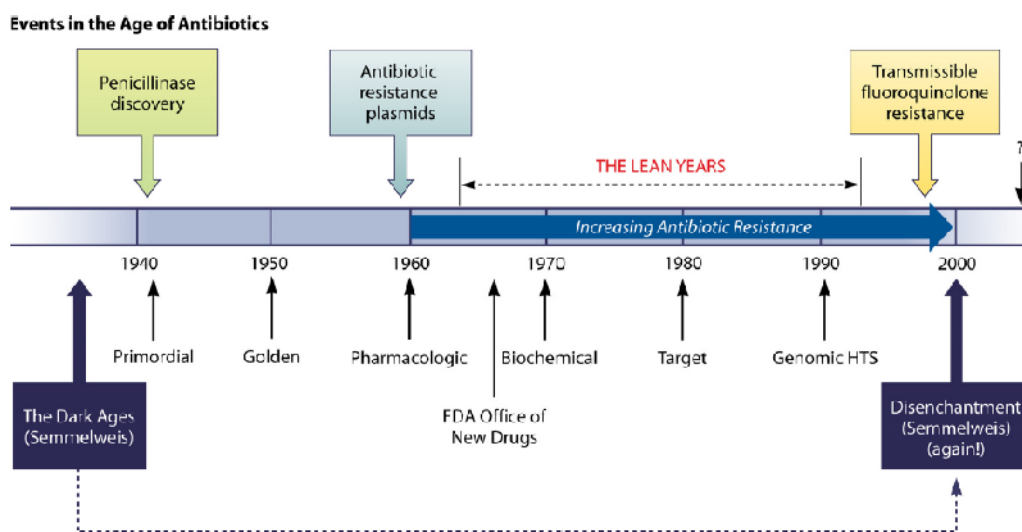 Events in the Age of Antibiotics
Penicillinase
discovery
Antibiotic
resistance
plasmids
Transmissible
fluoroquinolone
resistance
?
THE LEAN YEARS
Increasing Antibiotic Resistance
1940
1950
1960
1970
1980
1990
2000
Primordial
Golden
Pharmacologic
Biochemical
Target
Genomic HTS
The Dark Ages
(Semmelweis)
FDA Office of
New Drugs
Disenchantment
(Semmelweis)
(again!)